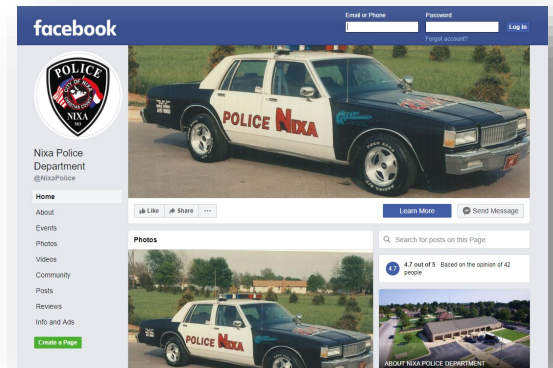 facebook
Email or Phone
Password
Log In
Forgot account?
POLICE
CITY OF NIXA
NIXA
MO
Nixa Police
Department
@NixaPolice
Home
About
Events
Photos
Videos
Community
Posts
Reviews
Info and Ads
Create a Page
POLICE NIXA
Like
Share
...
Learn More
Send Message
Photos
POLICE NIXA
Search for posts on this Page
4.7
4.7 out of 5 · Based on the opinion of 42
people
ABOUT NIXA POLICE DEPARTMENT